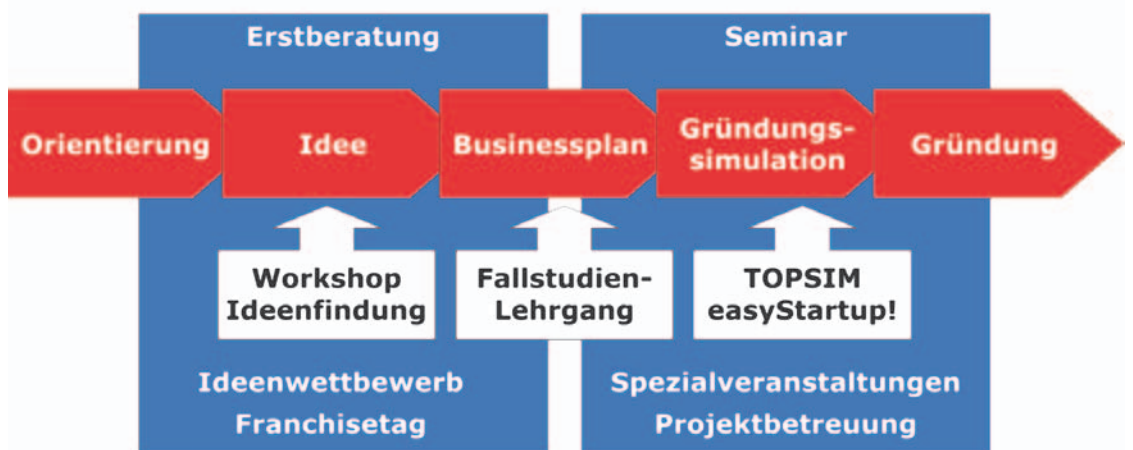 Erstberatung
Seminar
Orientierung
Idee
Businessplan
Gründungs-
simulation
Gründung
Workshop
Ideenfindung
Fallstudien-
Lehrgang
TOPSIM
easyStartup!
Ideenwettbewerb
Franchisetag
Spezialveranstaltungen
Projektbetreuung